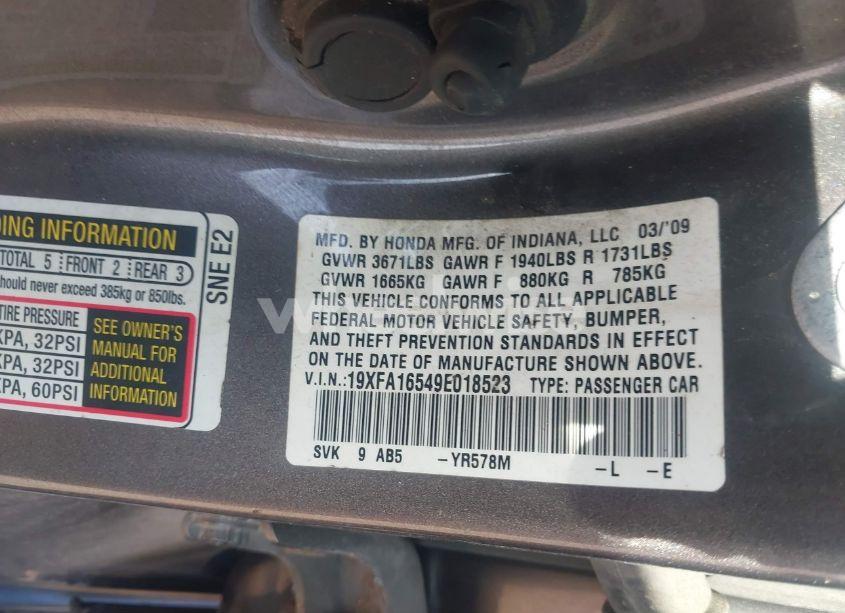 DING INFORMATION
TOTAL 5 FRONT 2 REAR 3
should never exceed 385kg or 850lbs.
TIRE PRESSURE
KPA, 32PSI
KPA, 32PSI
KPA, 60PSI
SEE OWNER'S
MANUAL FOR
ADDITIONAL
INFORMATION
SNE E2
MFD. BY HONDA MFG. OF INDIANA, LLC 03/'09
GVWR 3671LBS GAWR F 1940LBS R 1731LBS
GVWR 1665KG GAWR F 880KG R 785KG
THIS VEHICLE CONFORMS TO ALL APPLICABLE
FEDERAL MOTOR VEHICLE SAFETY, BUMPER,
AND THEFT PREVENTION STANDARDS IN EFFECT
ON THE DATE OF MANUFACTURE SHOWN ABOVE.
V.I.N.:19XFA16549E018523 TYPE: PASSENGER CAR
SVK 9 AB5 -YR578M -L -E